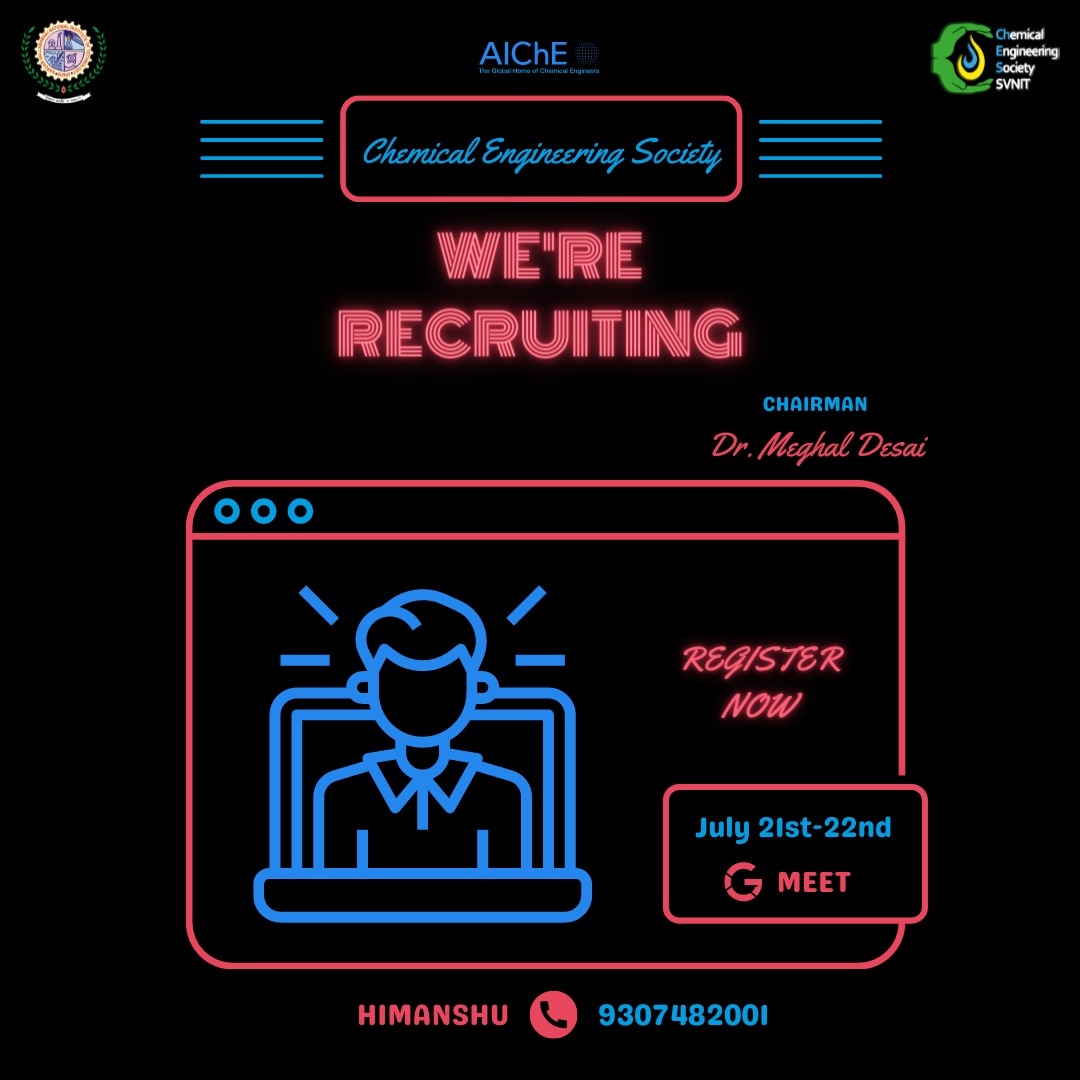 AIChE
The Global Home of Chemical Engineers
Chemical
Engineering
Society
SVNIT
Chemical Engineering Society
WE'RE
RECRUITING
CHAIRMAN
Dr. Meghal Desai
REGISTER
NOW
July 21st-22nd
G MEET
HIMANSHU 9307482001